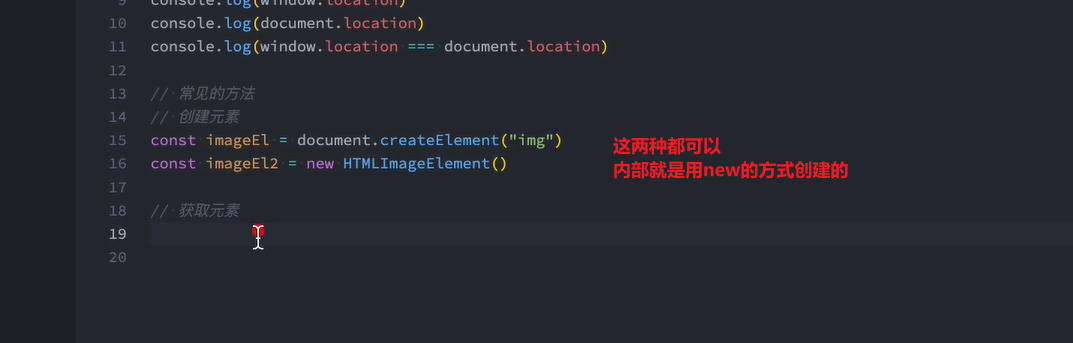 9 console.log(window.location)
10 console.log(document.location)
11 console.log(window.location === document.location)
12
13 // 常见的方法
14 // 创建元素
15 const imageEl = document.createElement("img")
16 const imageEl2 = new HTMLImageElement()
这两种都可以
内部就是用new的方式创建的
17
18 // 获取元素
19
20